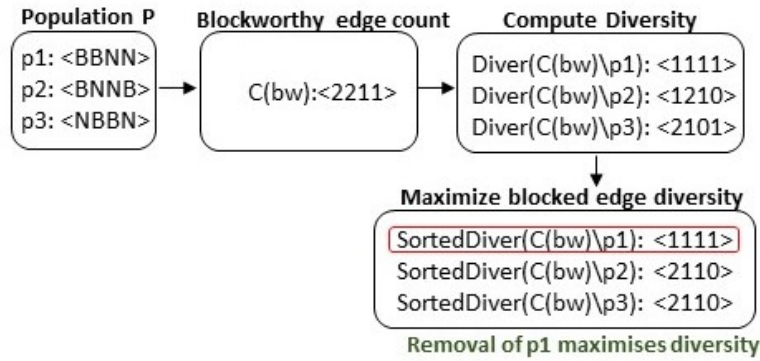 Population P
p1: <BBNN>
p2: <BNNB>
p3: <NBBN>
Blockworthy edge count
C(bw):<2211>
Compute Diversity
Diver(C(bw)\p1): <1111>
Diver(C(bw)\p2): <1210>
Diver(C(bw)\p3): <2101>
Maximize blocked edge diversity
SortedDiver(C(bw)\p1): <1111>
SortedDiver(C(bw)\p2): <2110>
SortedDiver(C(bw)\p3): <2110>
Removal of p1 maximises diversity